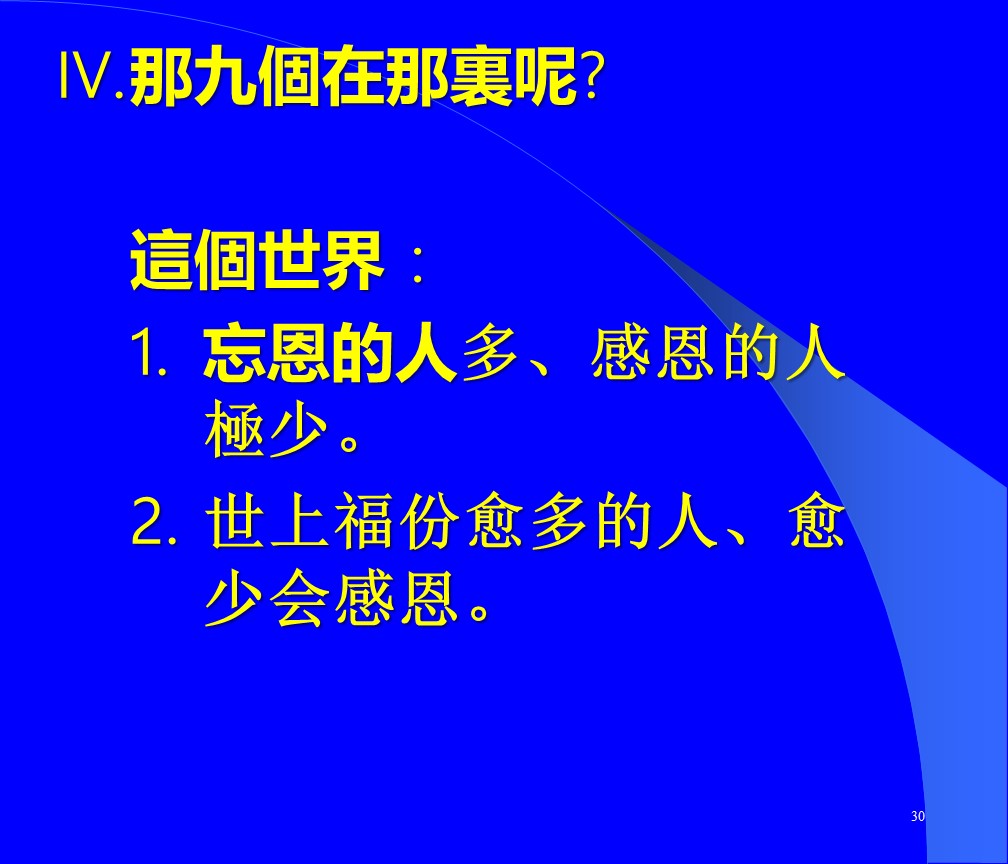 IV.那九個在那裏呢?
這個世界：
1. 忘恩的人多、感恩的人
極少。
2. 世上福份愈多的人、愈
少会感恩。
30